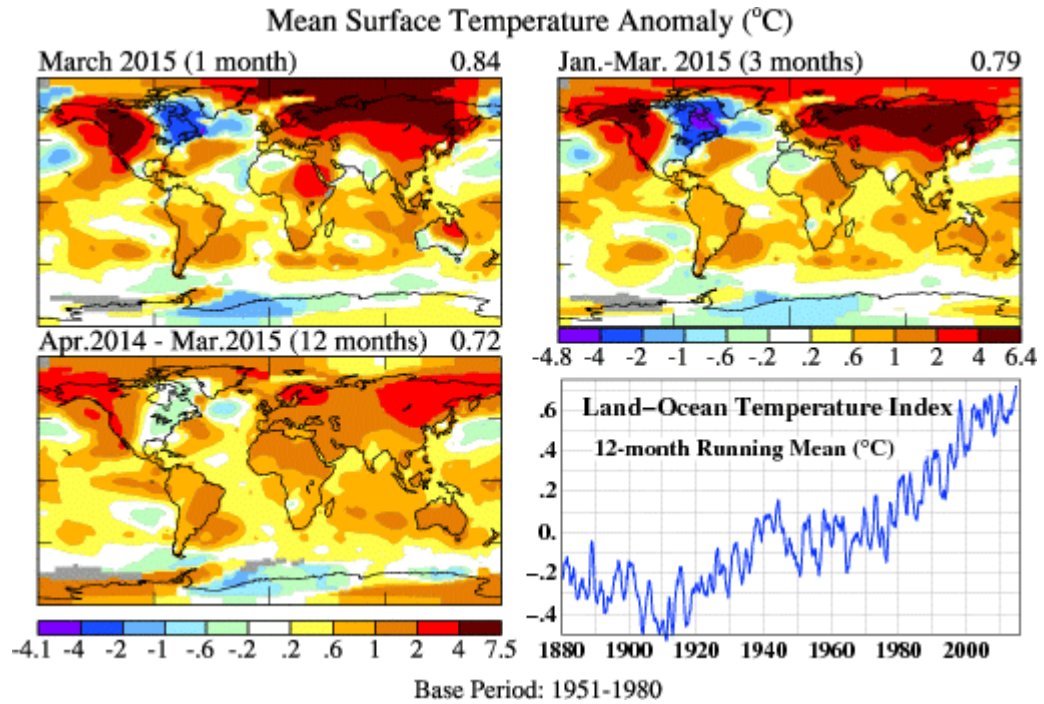 Mean Surface Temperature Anomaly (°C)
March 2015 (1 month) 0.84
Jan.-Mar. 2015 (3 months) 0.79
-4.8 -4 -2 -1 -.6 -.2 .2 .6 1 2 4 6.4
Apr.2014 - Mar.2015 (12 months) 0.72
-4.1 -4 -2 -1 -.6 -.2 .2 .6 1 2 4 7.5
Land-Ocean Temperature Index
12-month Running Mean (°C)
.6
.4
.2
0.
-.2
-.4
1880 1900 1920 1940 1960 1980 2000
Base Period: 1951-1980